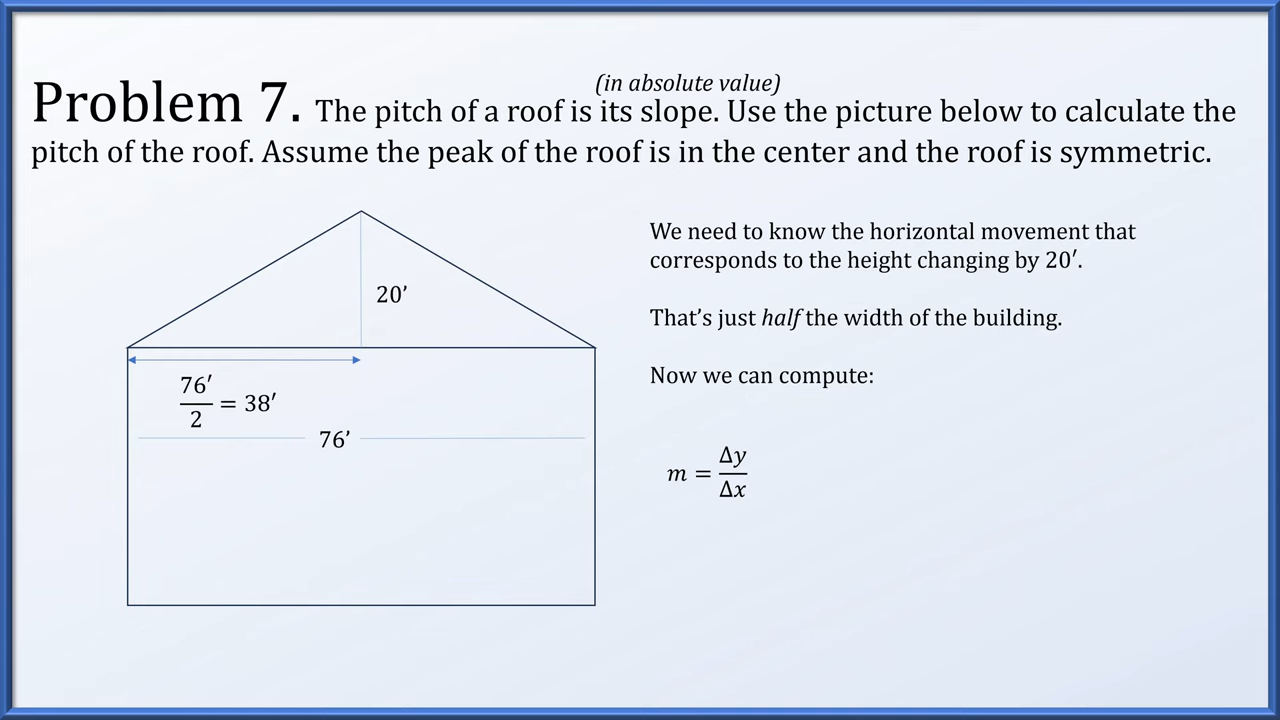 (in absolute value)
Problem 7. The pitch of a roof is its slope. Use the picture below to calculate the
pitch of the roof. Assume the peak of the roof is in the center and the roof is symmetric.
20’
76′/2 = 38′
76’
We need to know the horizontal movement that
corresponds to the height changing by 20′.
That’s just half the width of the building.
Now we can compute:
m = Δy/Δx